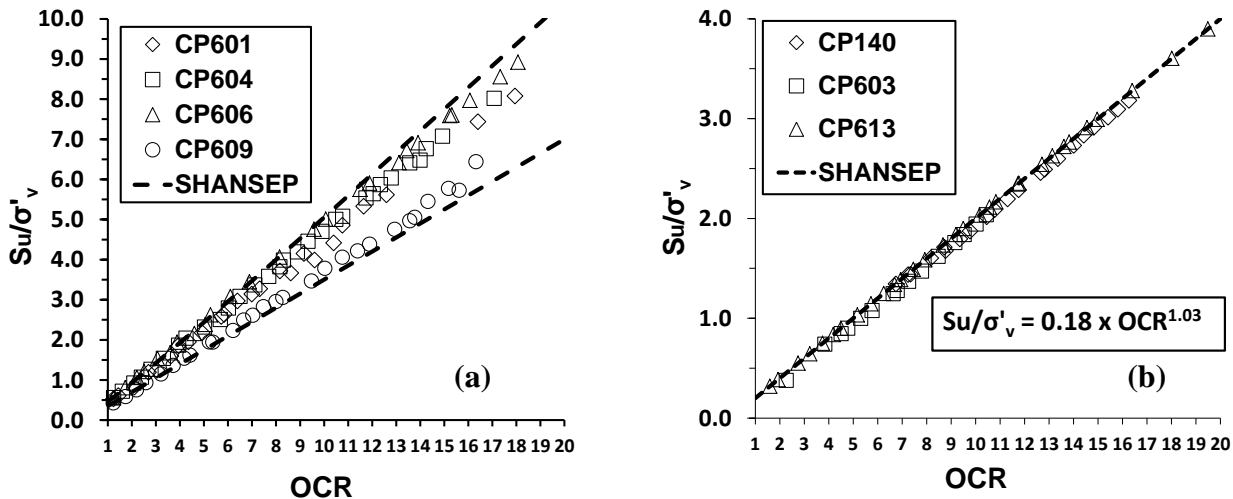 10.0
9.0
8.0
7.0
6.0
5.0
4.0
3.0
2.0
1.0
0.0
Su/σ'v
CP601
CP604
CP606
CP609
SHANSEP
(a)
1 2 3 4 5 6 7 8 9 10 11 12 13 14 15 16 17 18 19 20
OCR
4.0
3.0
2.0
1.0
0.0
Su/σ'v
CP140
CP603
CP613
SHANSEP
Su/σ'v = 0.18 x OCR1.03
(b)
1 2 3 4 5 6 7 8 9 10 11 12 13 14 15 16 17 18 19 20
OCR